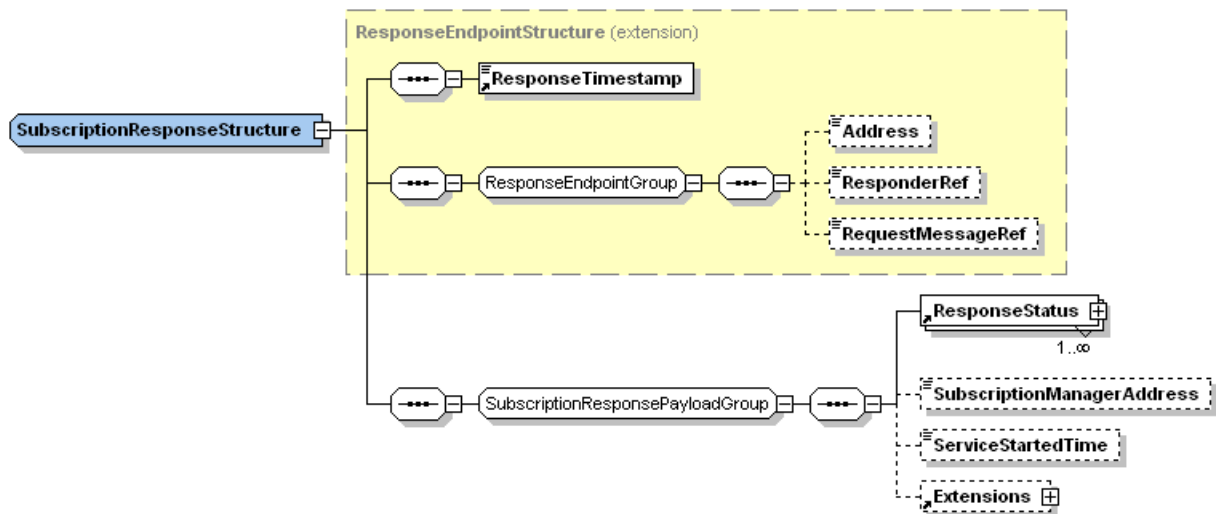 ResponseEndpointStructure (extension)
ResponseTimestamp
SubscriptionResponseStructure
Address
ResponseEndpointGroup
ResponderRef
RequestMessageRef
ResponseStatus
1..∞
SubscriptionResponsePayloadGroup
SubscriptionManagerAddress
ServiceStartedTime
Extensions